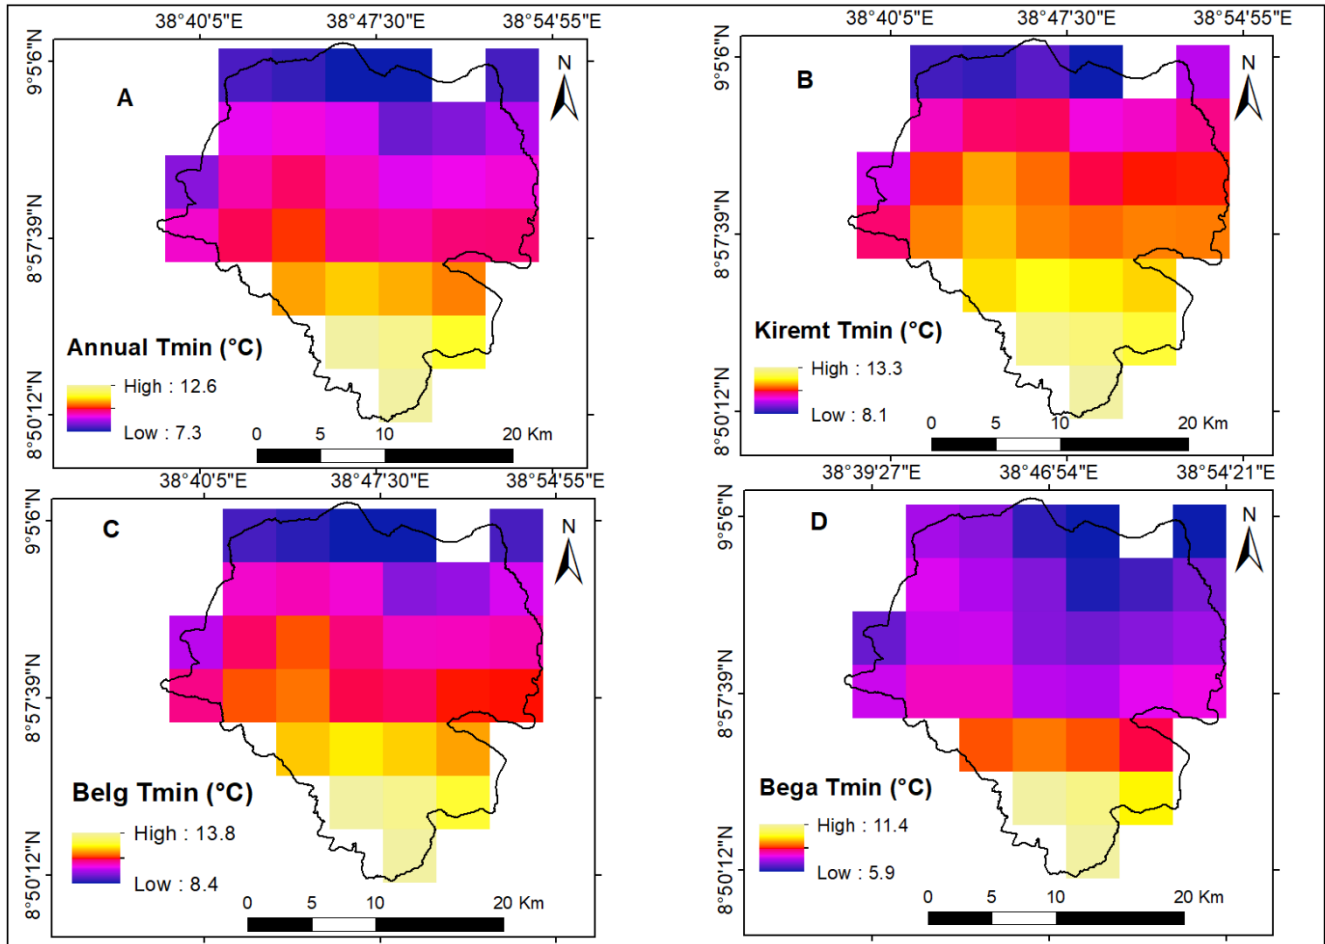 38°40'5"E 38°47'30"E 38°54'55"E
9°5'6"N
8°57'39"N
8°50'12"N
A
N
Annual Tmin (°C)
High : 12.6
Low : 7.3
0 5 10 20 Km
38°40'5"E 38°47'30"E 38°54'55"E
9°5'6"N
8°57'39"N
8°50'12"N
B
N
Kiremt Tmin (°C)
High : 13.3
Low : 8.1
0 5 10 20 Km
38°40'5"E 38°47'30"E 38°54'55"E
9°5'6"N
8°57'39"N
8°50'12"N
C
N
Belg Tmin (°C)
High : 13.8
Low : 8.4
0 5 10 20 Km
38°39'27"E 38°46'54"E 38°54'21"E
9°5'6"N
8°57'39"N
8°50'12"N
D
N
Bega Tmin (°C)
High : 11.4
Low : 5.9
0 5 10 20 Km